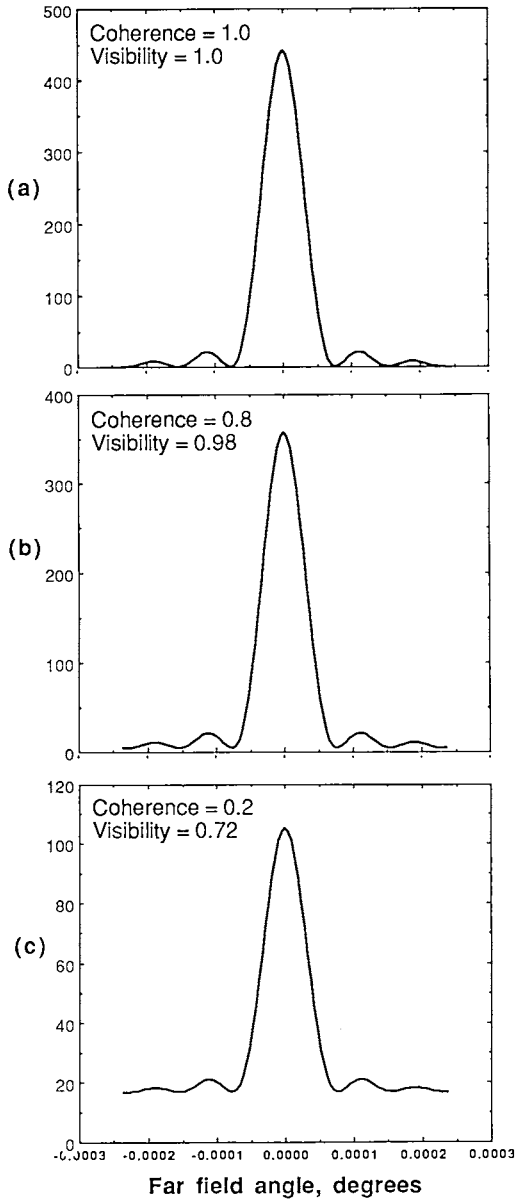 500
Coherence = 1.0
Visibility = 1.0
400
(a)
300
200
100
0
400
Coherence = 0.8
Visibility = 0.98
300
(b)
200
100
0
120
Coherence = 0.2
Visibility = 0.72
100
80
(c)
60
40
20
0
-0.0003 -0.0002 -0.0001 0.0000 0.0001 0.0002 0.0003
Far field angle, degrees